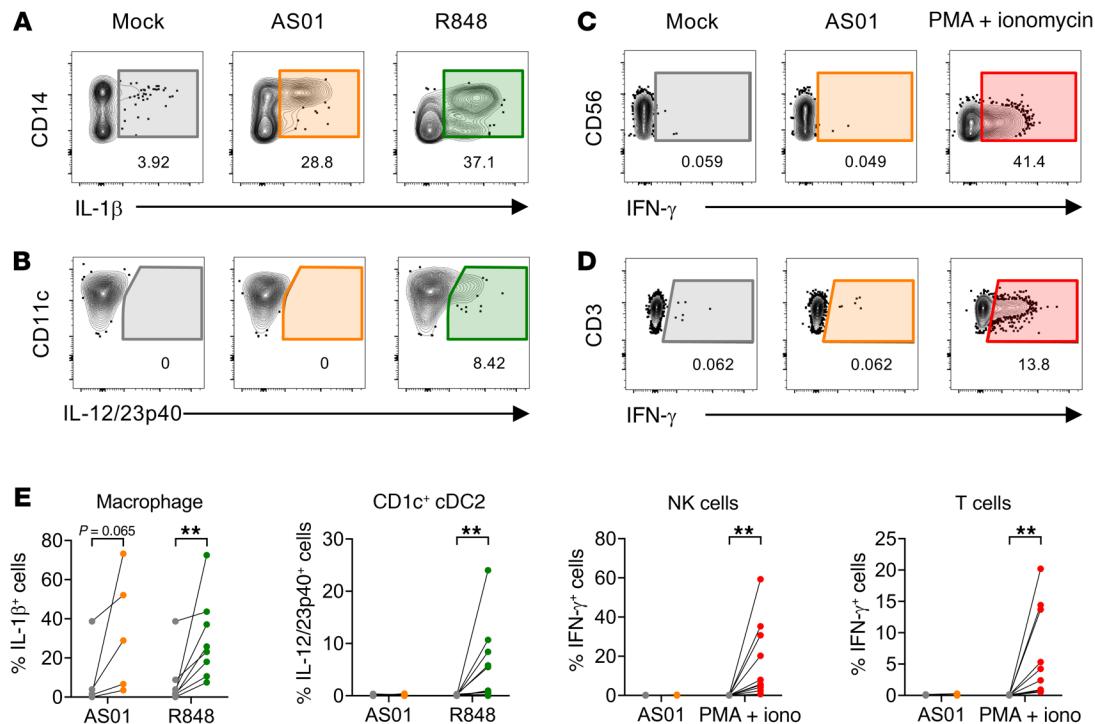 A
Mock
AS01
R848
CD14
3.92
28.8
37.1
IL-1β
B
CD11c
0
0
8.42
IL-12/23p40
C
Mock
AS01
PMA + ionomycin
CD56
0.059
0.049
41.4
IFN-γ
D
CD3
0.062
0.062
13.8
IFN-γ
E
Macrophage
% IL-1β⁺ cells
80
60
40
20
0
P = 0.065
**
AS01
R848
CD1c⁺ cDC2
% IL-12/23p40⁺ cells
30
20
10
0
**
AS01
R848
NK cells
% IFN-γ⁺ cells
80
60
40
20
0
**
AS01
PMA + iono
T cells
% IFN-γ⁺ cells
25
20
15
10
5
0
**
AS01
PMA + iono